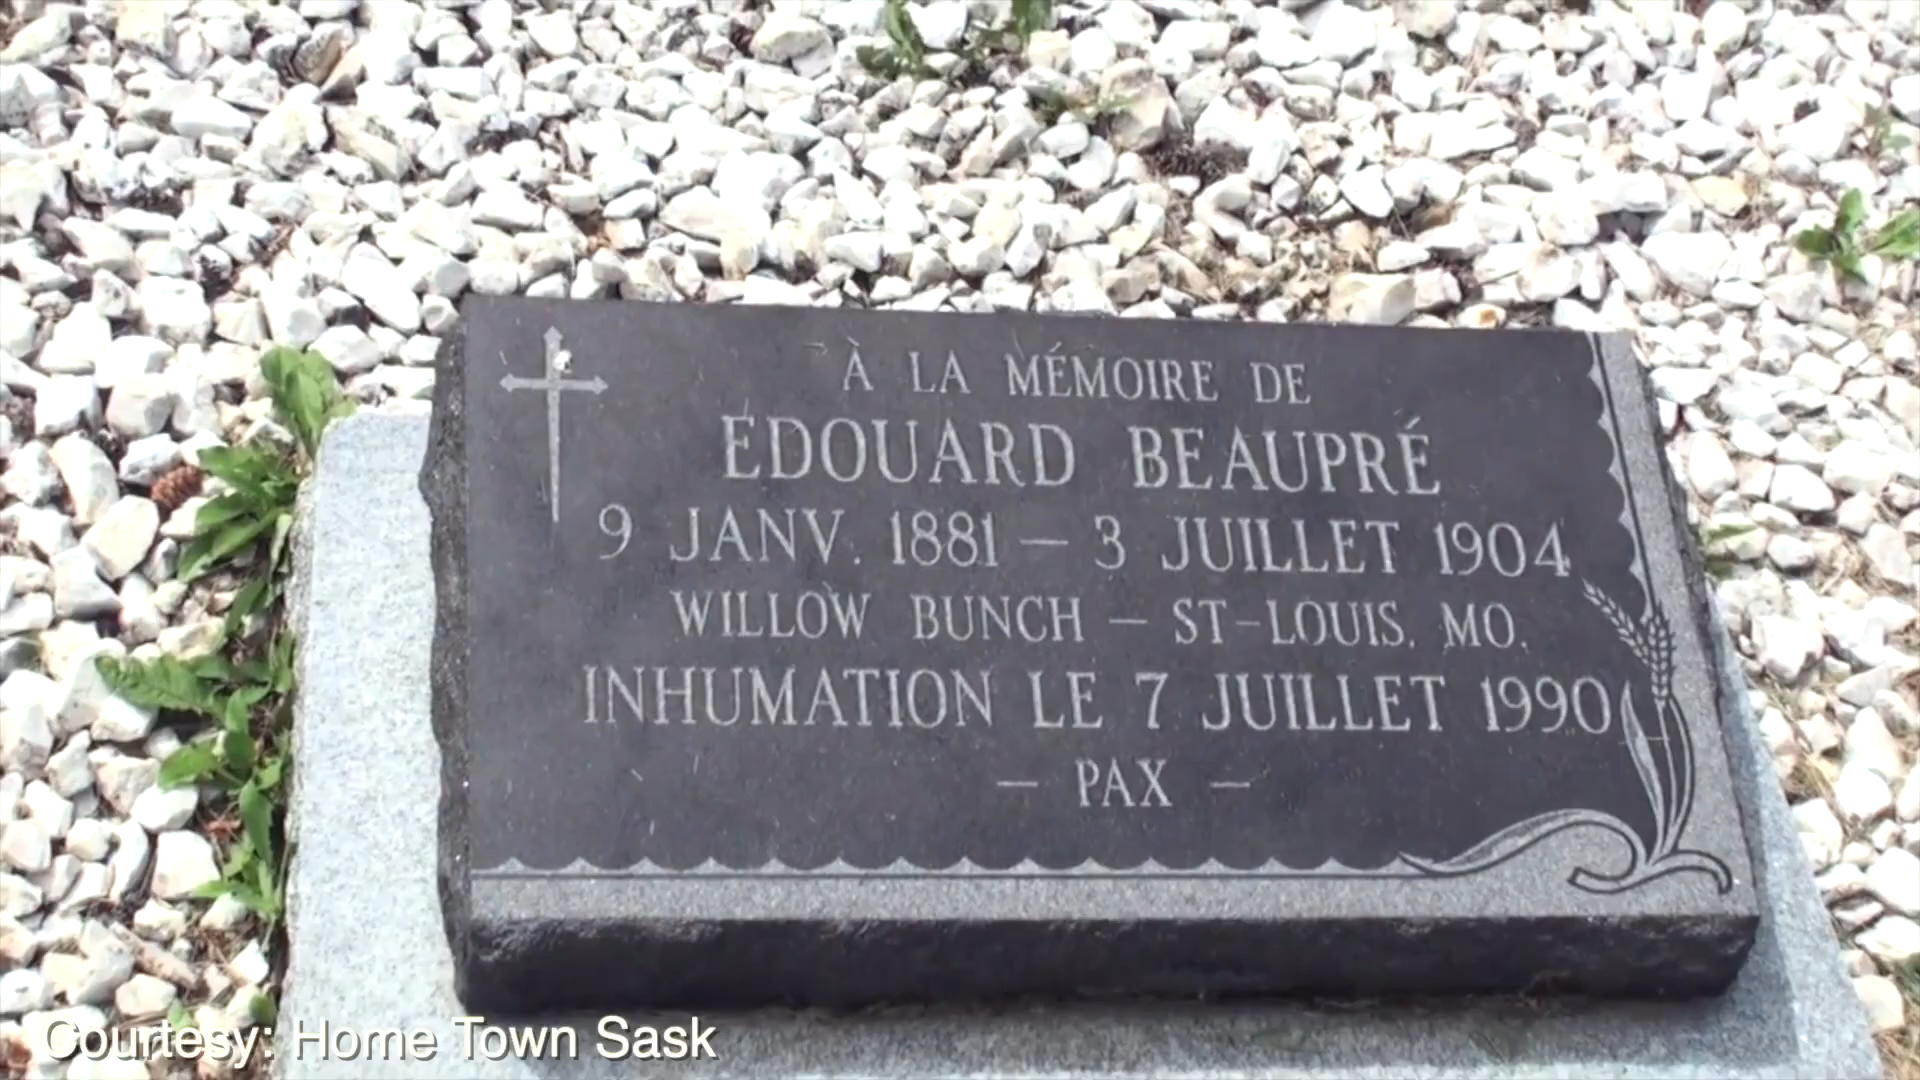 À LA MÉMOIRE DE
EDOUARD BEAUPRÉ
9 JANV. 1881 — 3 JUILLET 1904
WILLOW BUNCH — ST-LOUIS, MO.
INHUMATION LE 7 JUILLET 1990
— PAX —
Courtesy: Home Town Sask